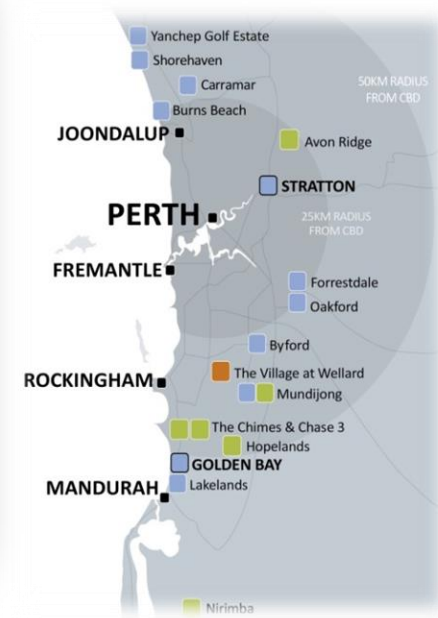 Yanchep Golf Estate
Shorehaven
Carramar
50KM RADIUS
FROM CBD
Burns Beach
JOONDALUP
Avon Ridge
STRATTON
PERTH
25KM RADIUS
FROM CBD
FREMANTLE
Forrestdale
Oakford
Byford
The Village at Wellard
ROCKINGHAM
Mundijong
The Chimes & Chase 3
Hopelands
GOLDEN BAY
Lakelands
MANDURAH
Nirimba